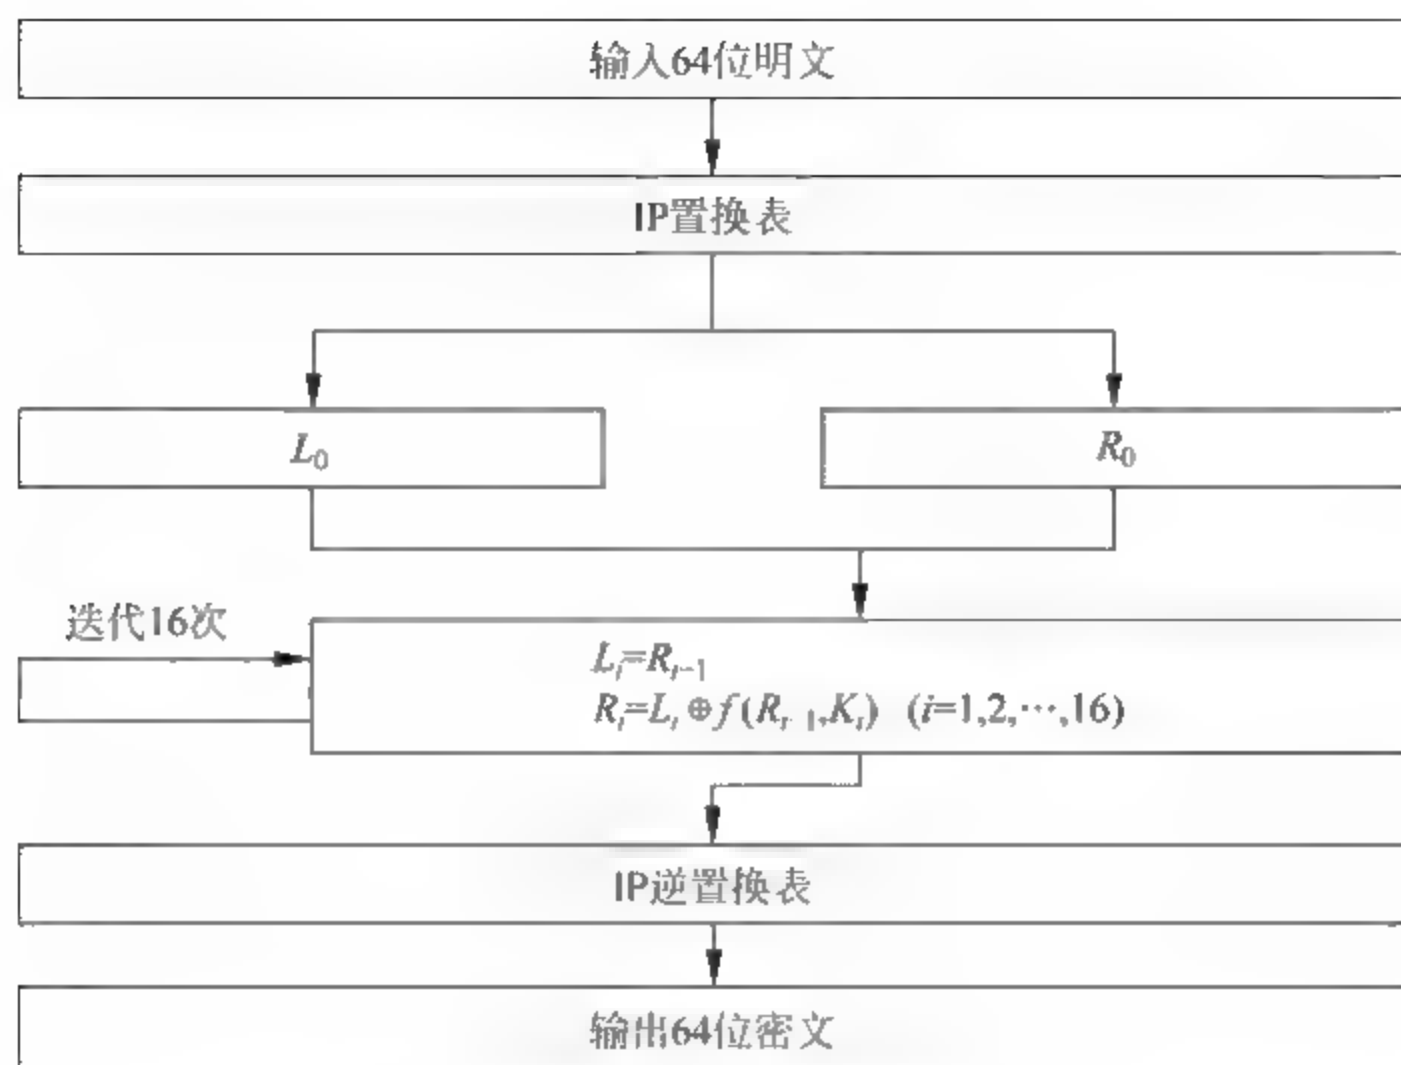 输入64位明文
IP置换表
L₀
R₀
迭代16次
Lᵢ=Rᵢ₋₁
Rᵢ=Lᵢ⊕f(Rᵢ₋₁,Kᵢ) (i=1,2,⋯,16)
IP逆置换表
输出64位密文